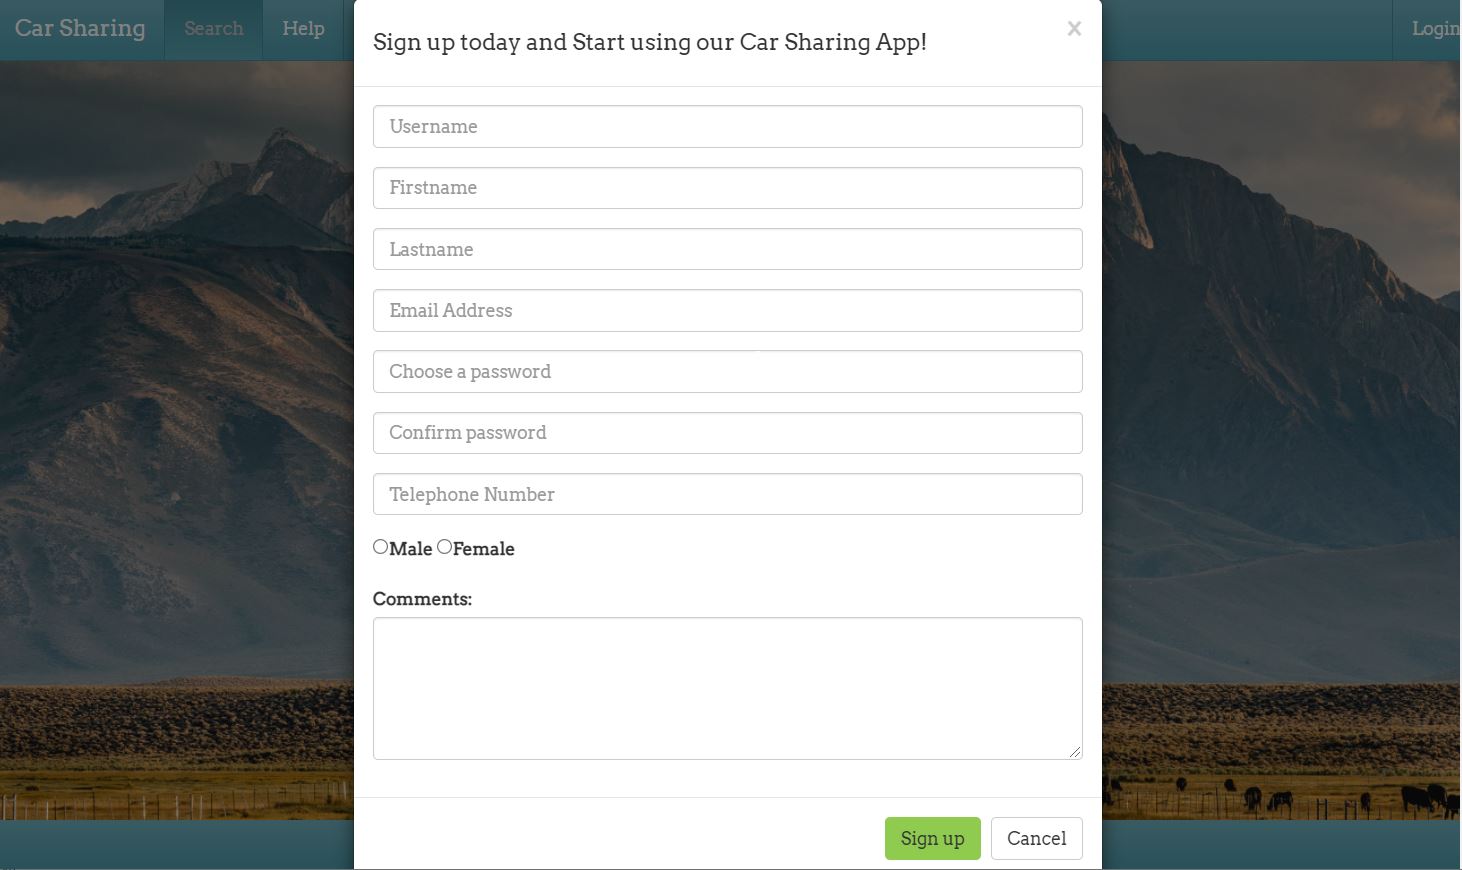 Car Sharing Search Help Login
Sign up today and Start using our Car Sharing App! x
Username
Firstname
Lastname
Email Address
Choose a password
Confirm password
Telephone Number
Male Female
Comments:
Sign up Cancel